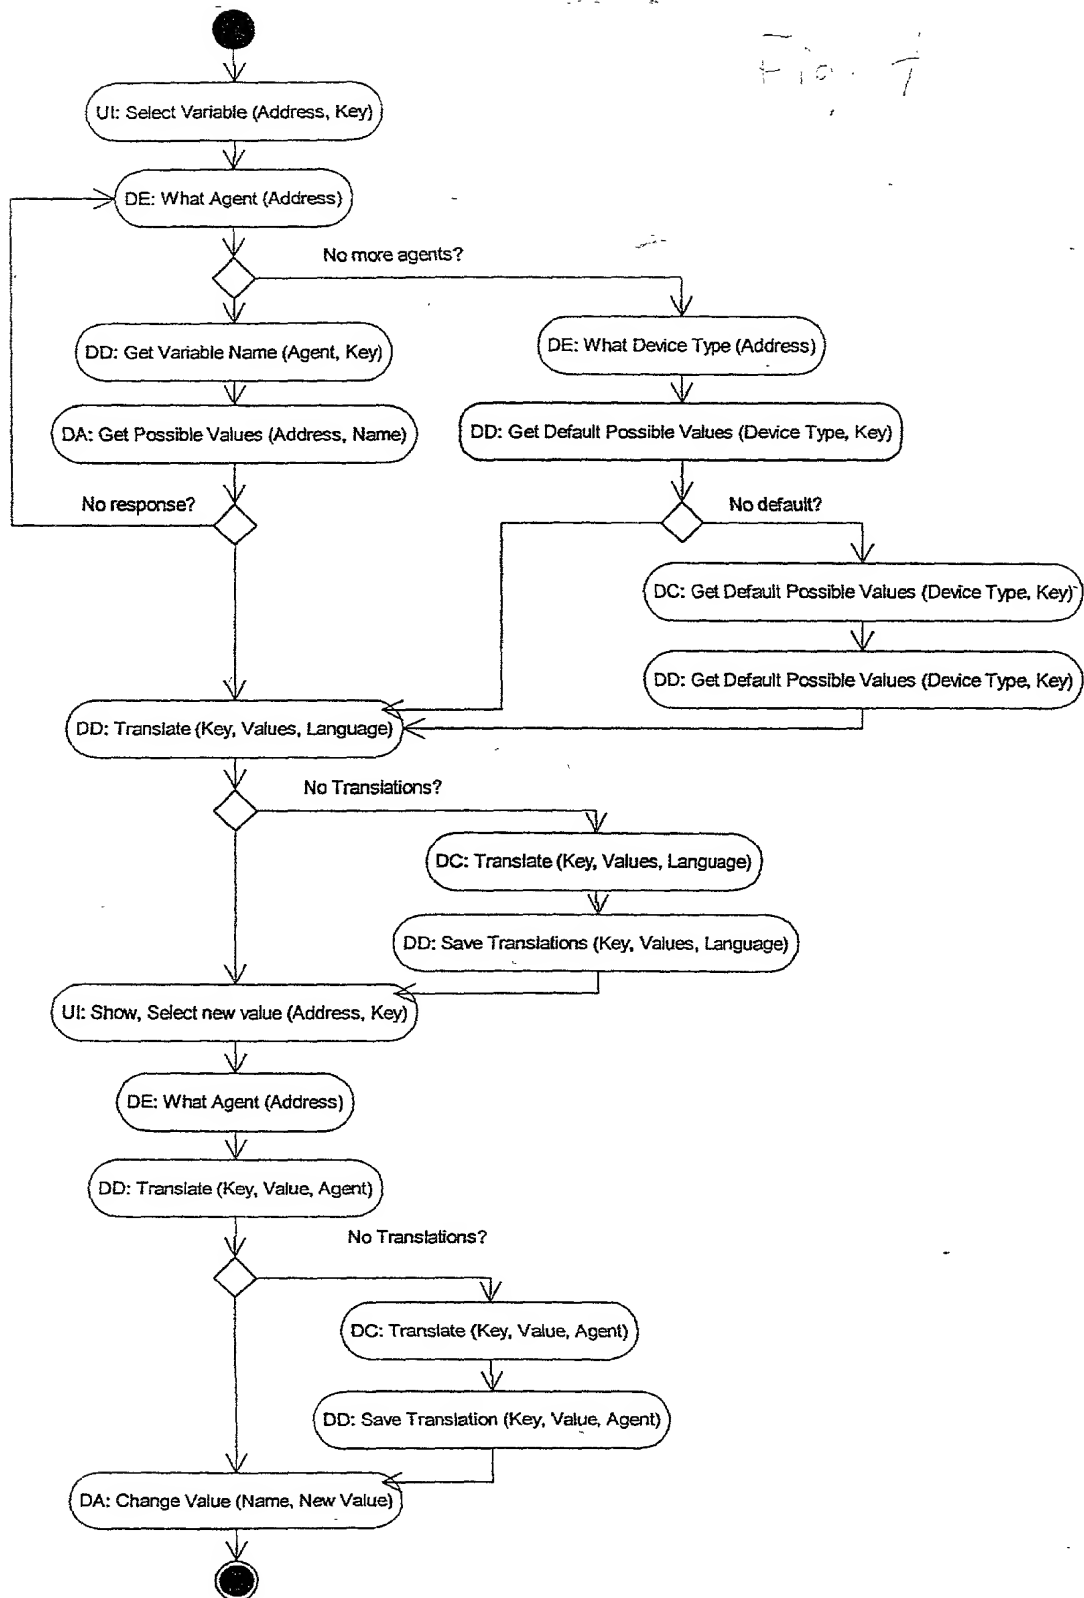 Fig.
UI: Select Variable (Address, Key)
DE: What Agent (Address)
No more agents?
DD: Get Variable Name (Agent, Key)
DE: What Device Type (Address)
DA: Get Possible Values (Address, Name)
DD: Get Default Possible Values (Device Type, Key)
No response?
No default?
DC: Get Default Possible Values (Device Type, Key)
DD: Get Default Possible Values (Device Type, Key)
DD: Translate (Key, Values, Language)
No Translations?
DC: Translate (Key, Values, Language)
DD: Save Translations (Key, Values, Language)
UI: Show, Select new value (Address, Key)
DE: What Agent (Address)
DD: Translate (Key, Value, Agent)
No Translations?
DC: Translate (Key, Value, Agent)
DD: Save Translation (Key, Value, Agent)
DA: Change Value (Name, New Value)